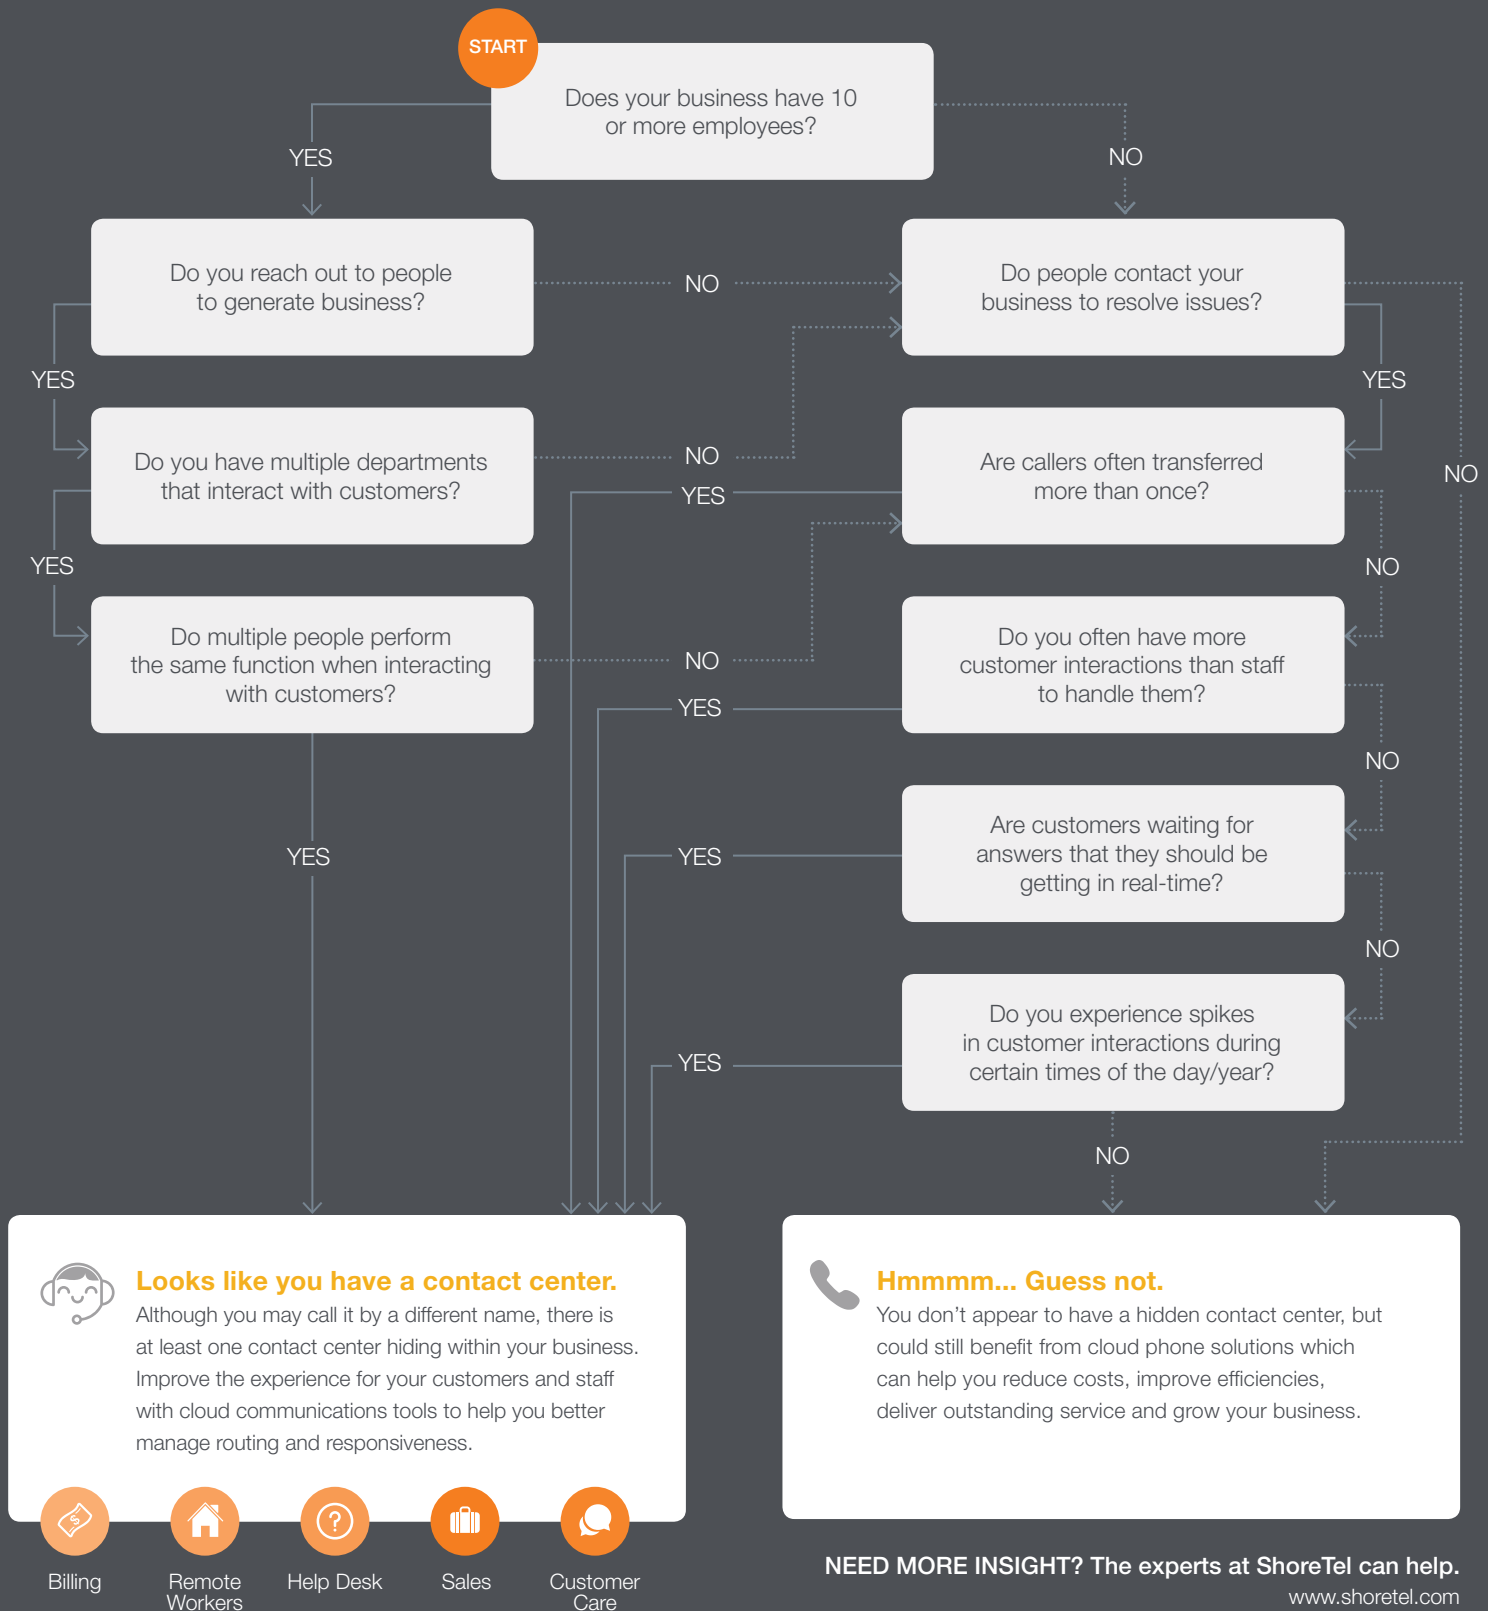 START
Does your business have 10
or more employees?
YES
NO
Do you reach out to people
to generate business?
NO
Do people contact your
business to resolve issues?
YES
YES
Do you have multiple departments
that interact with customers?
NO
YES
Are callers often transferred
more than once?
NO
YES
NO
Do multiple people perform
the same function when interacting
with customers?
NO
YES
Do you often have more
customer interactions than staff
to handle them?
NO
YES
YES
Are customers waiting for
answers that they should be
getting in real-time?
NO
YES
Do you experience spikes
in customer interactions during
certain times of the day/year?
NO
Looks like you have a contact center.
Although you may call it by a different name, there is
at least one contact center hiding within your business.
Improve the experience for your customers and staff
with cloud communications tools to help you better
manage routing and responsiveness.
Hmmmm... Guess not.
You don't appear to have a hidden contact center, but
could still benefit from cloud phone solutions which
can help you reduce costs, improve efficiencies,
deliver outstanding service and grow your business.
$
?
Billing
Remote
Workers
Help Desk
Sales
Customer
Care
NEED MORE INSIGHT? The experts at ShoreTel can help.
www.shoretel.com